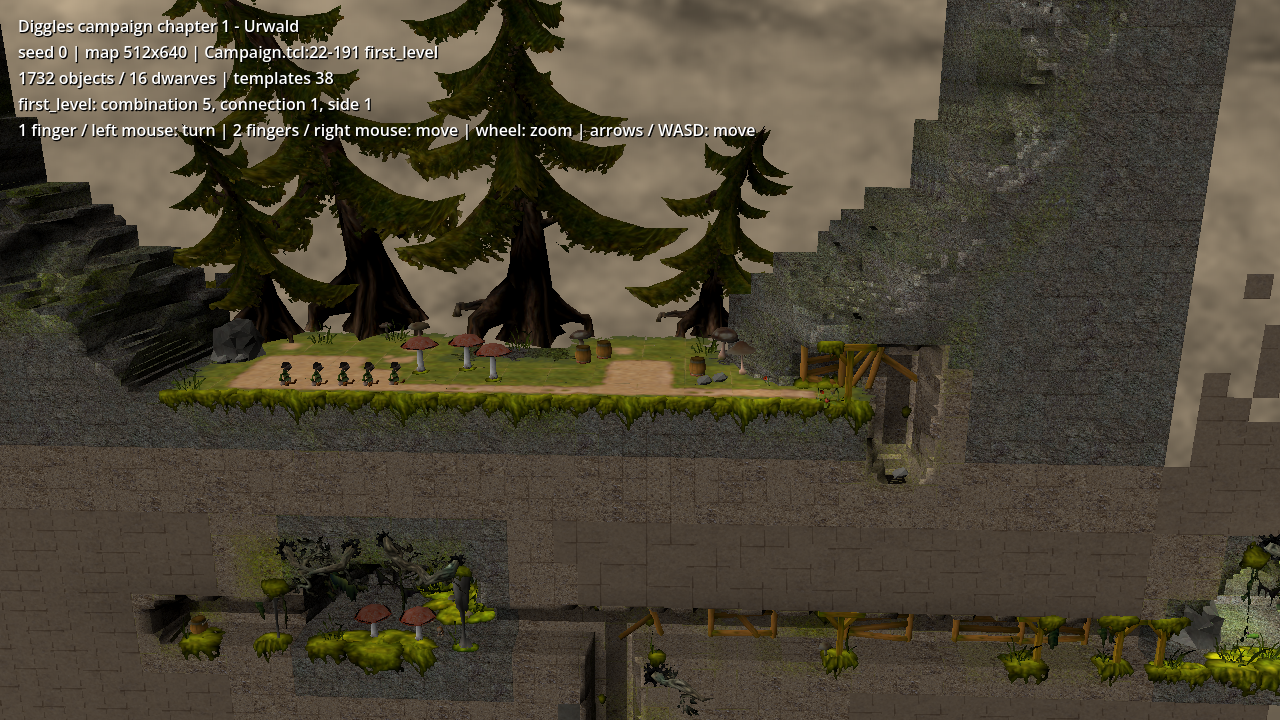 Diggles campaign chapter 1 - Urwald
seed 0 | map 512x640 | Campaign.tcl:22-191 first_level
1732 objects / 16 dwarves | templates 38
first_level: combination 5, connection 1, side 1
1 finger / left mouse: turn | 2 fingers / right mouse: move | wheel: zoom | arrows / WASD: move